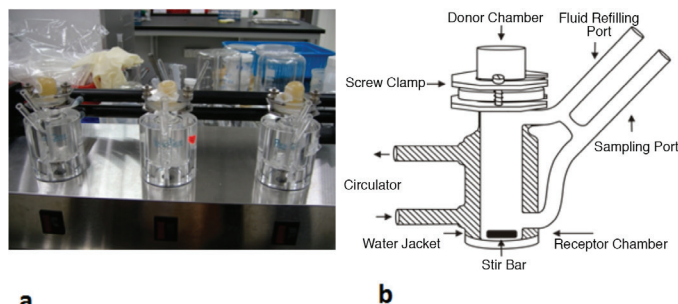 Donor Chamber
Fluid Refilling
Port
Screw Clamp
Sampling Port
Circulator
Water Jacket
Receptor Chamber
Stir Bar
a
b